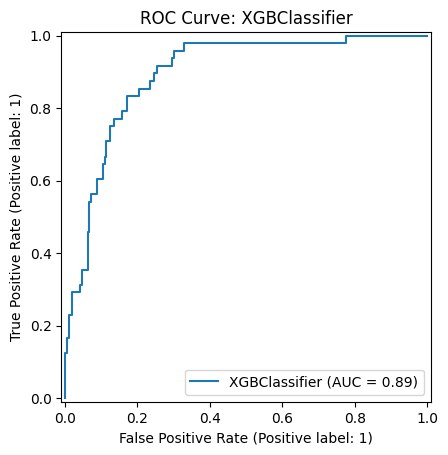 ROC Curve: XGBClassifier
1.0
0.8
0.6
0.4
0.2
0.0
True Positive Rate (Positive label: 1)
XGBClassifier (AUC = 0.89)
0.0 0.2 0.4 0.6 0.8 1.0
False Positive Rate (Positive label: 1)